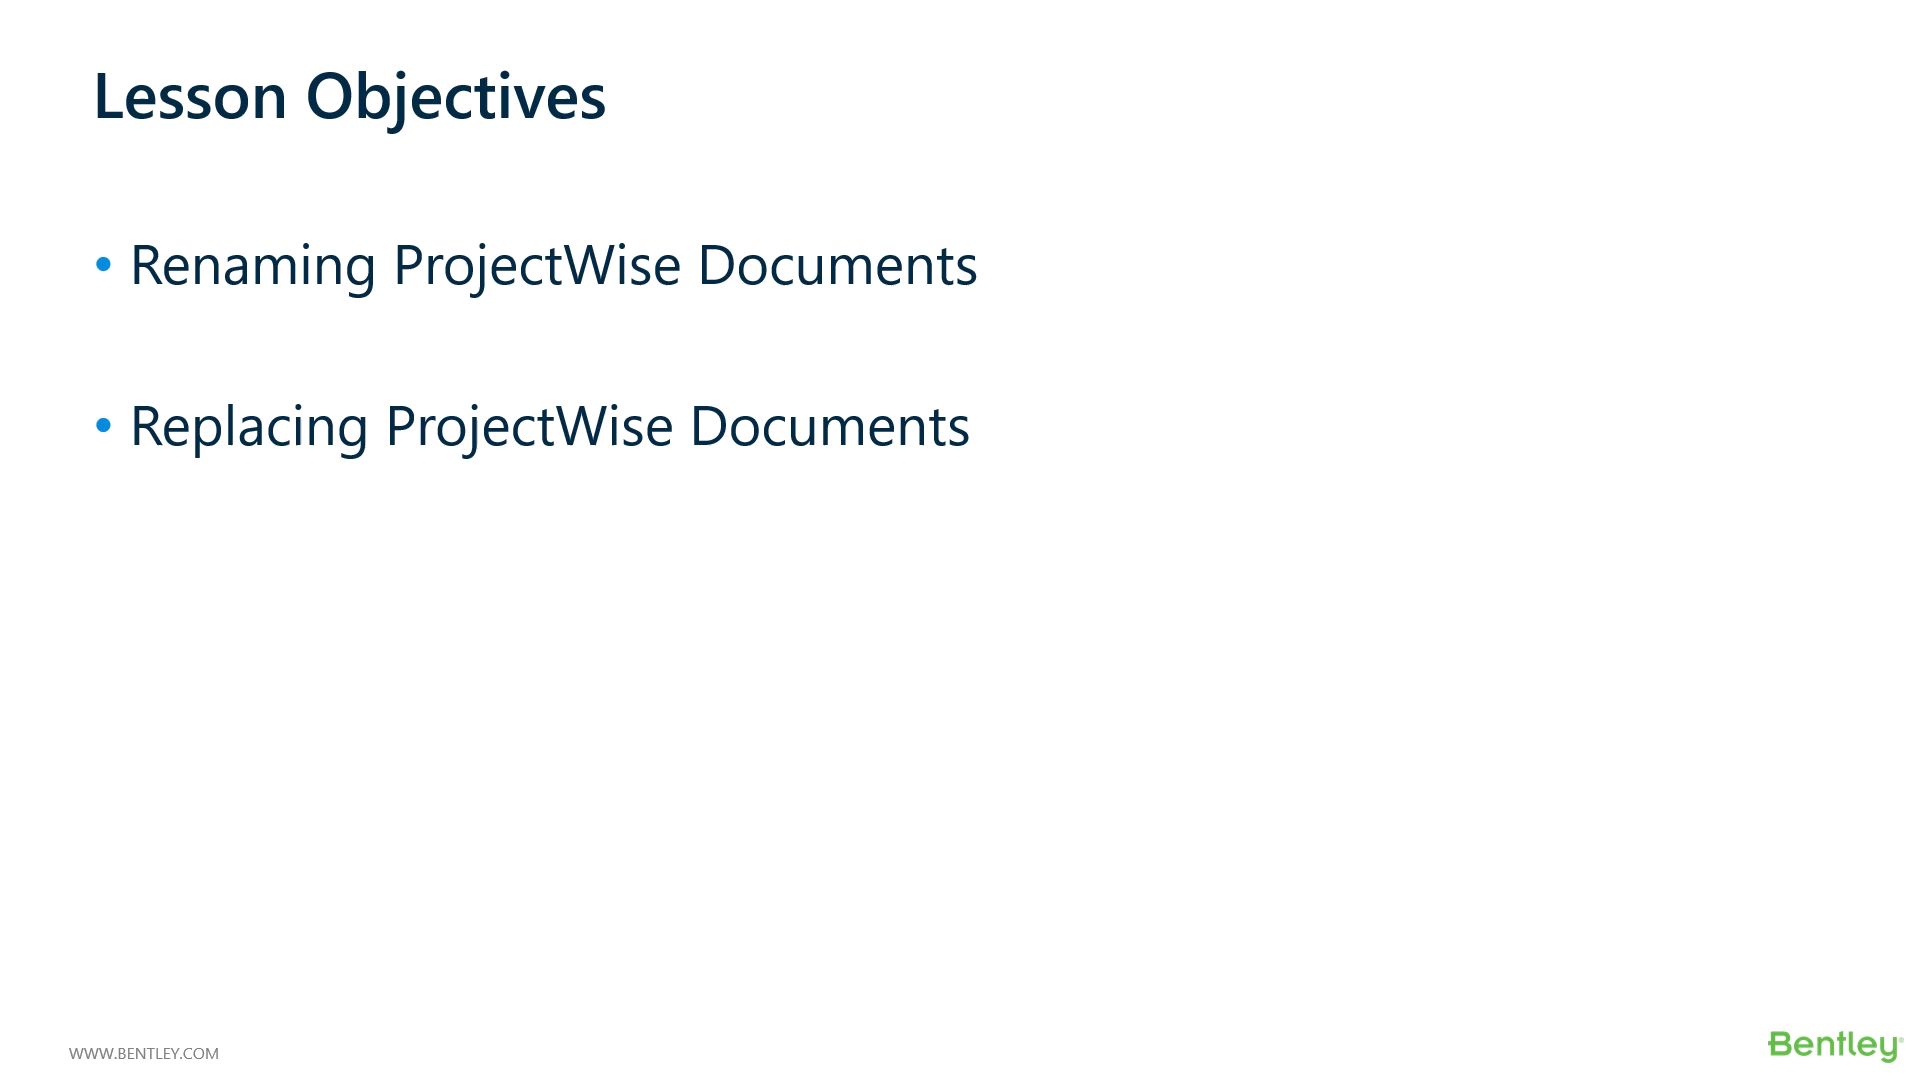 Lesson Objectives
• Renaming ProjectWise Documents
• Replacing ProjectWise Documents
WWW.BENTLEY.COM
Bentley®